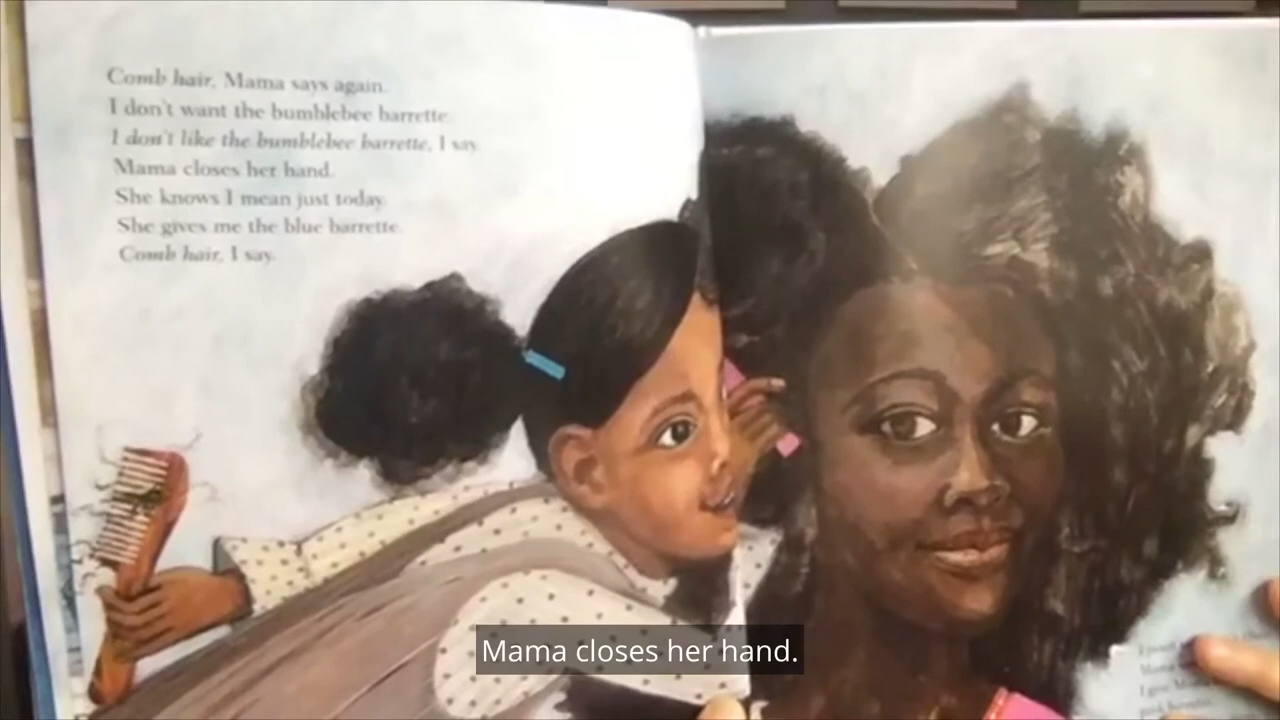 Comb hair, Mama says again.
I don't want the bumblebee barrette.
I don't like the bumblebee barrette, I say.
Mama closes her hand.
She knows I mean just today.
She gives me the blue barrette.
Comb hair, I say.
Mama closes her hand.